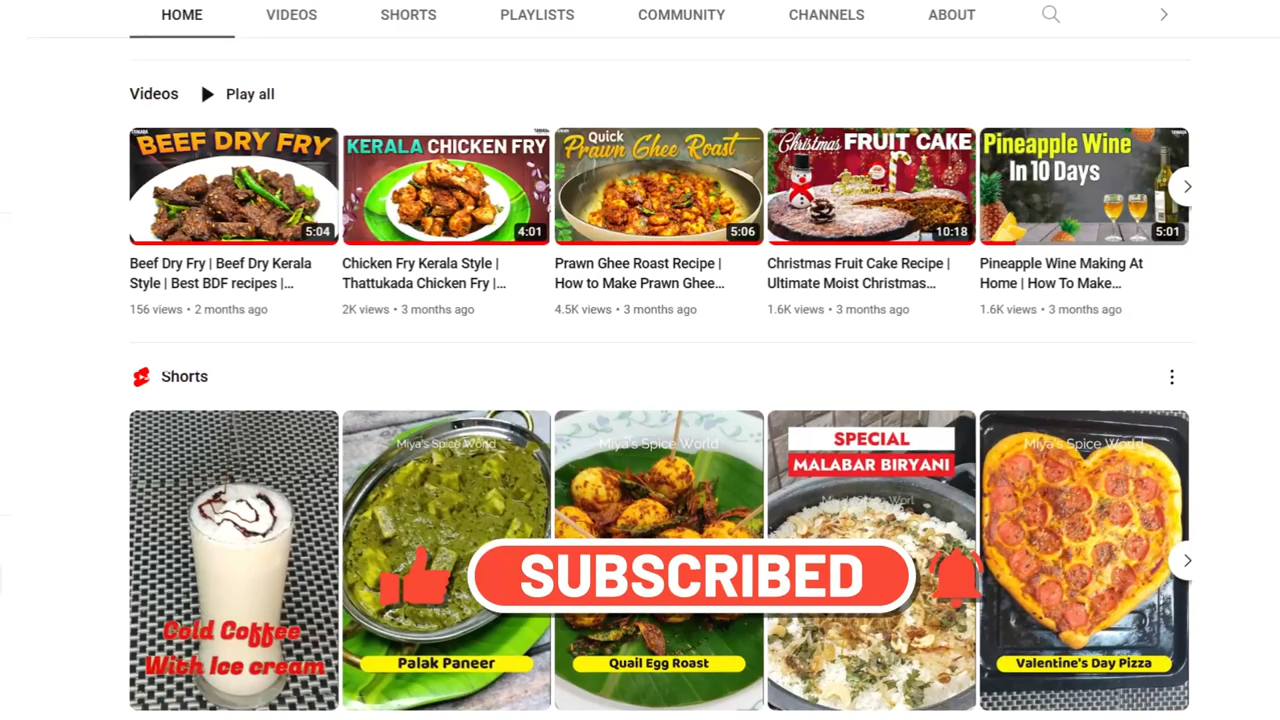 HOME VIDEOS SHORTS PLAYLISTS COMMUNITY CHANNELS ABOUT
Videos Play all
BEEF DRY FRY
5:04
KERALA CHICKEN FRY
4:01
Quick
Prawn Ghee Roast
5:06
Christmas FRUIT CAKE
10:18
Pineapple Wine
In 10 Days
5:01
Beef Dry Fry | Beef Dry Kerala
Style | Best BDF recipes |...
156 views • 2 months ago
Chicken Fry Kerala Style |
Thattukada Chicken Fry |...
2K views • 3 months ago
Prawn Ghee Roast Recipe |
How to Make Prawn Ghee...
4.5K views • 3 months ago
Christmas Fruit Cake Recipe |
Ultimate Moist Christmas...
1.6K views • 3 months ago
Pineapple Wine Making At
Home | How To Make...
1.6K views • 3 months ago
Shorts
Cold Coffee
With Ice cream
Miya's Spice World
Palak Paneer
Miya's Spice World
Quail Egg Roast
SPECIAL
MALABAR BIRYANI
Miya's Spice World
Valentine's Day Pizza
SUBSCRIBED